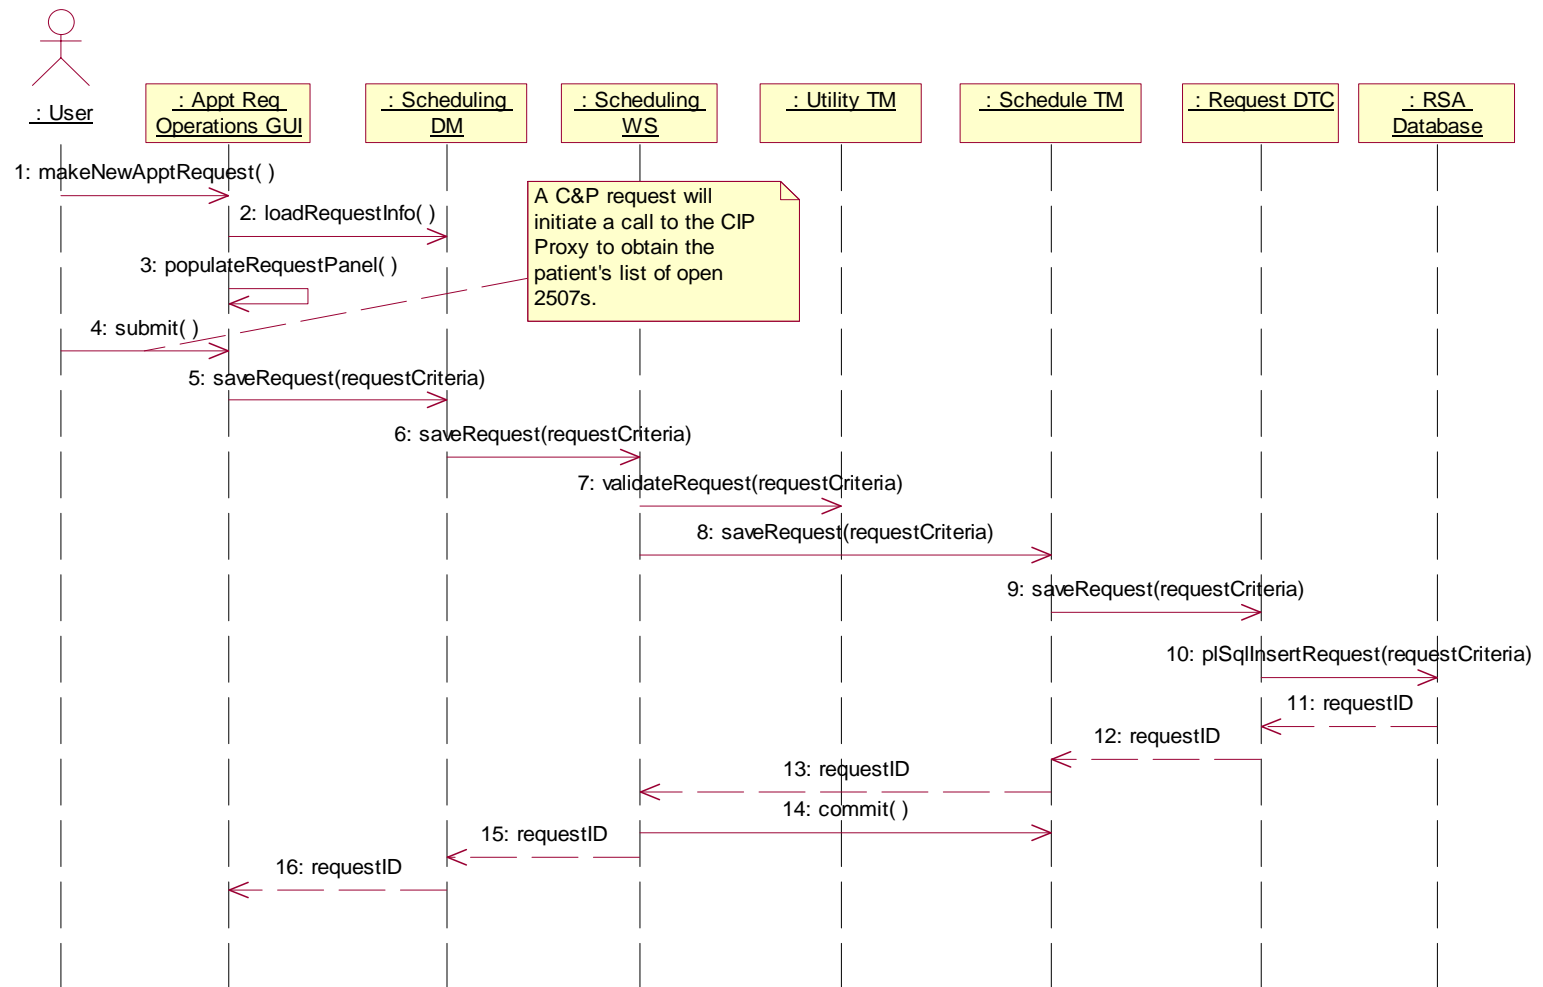 : User
: Appt Req
Operations GUI
: Scheduling
DM
: Scheduling
WS
: Utility TM
: Schedule TM
: Request DTC
: RSA
Database
1: makeNewApptRequest( )
2: loadRequestInfo( )
3: populateRequestPanel( )
A C&P request will
initiate a call to the CIP
Proxy to obtain the
patient's list of open
2507s.
4: submit( )
5: saveRequest(requestCriteria)
6: saveRequest(requestCriteria)
7: validateRequest(requestCriteria)
8: saveRequest(requestCriteria)
9: saveRequest(requestCriteria)
10: plSqlInsertRequest(requestCriteria)
11: requestID
12: requestID
13: requestID
14: commit( )
15: requestID
16: requestID